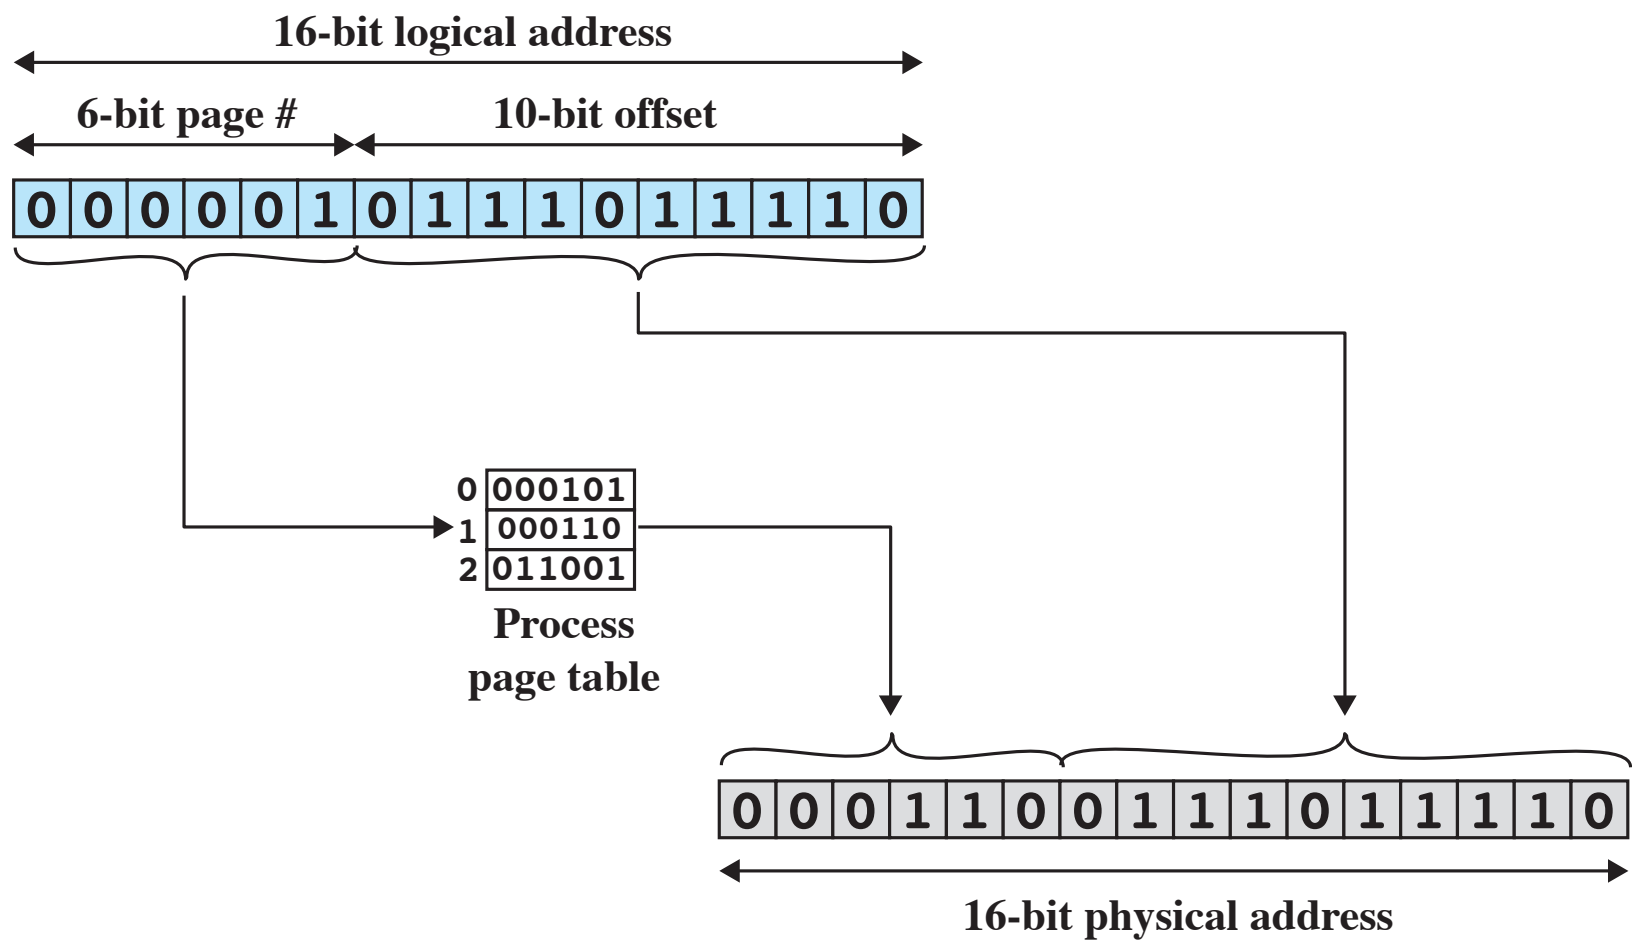 16-bit logical address
6-bit page # 10-bit offset
0 0 0 0 0 1 0 1 1 1 0 1 1 1 1 0
0 000101
1 000110
2 011001
Process
page table
0 0 0 1 1 0 0 1 1 1 0 1 1 1 1 0
16-bit physical address